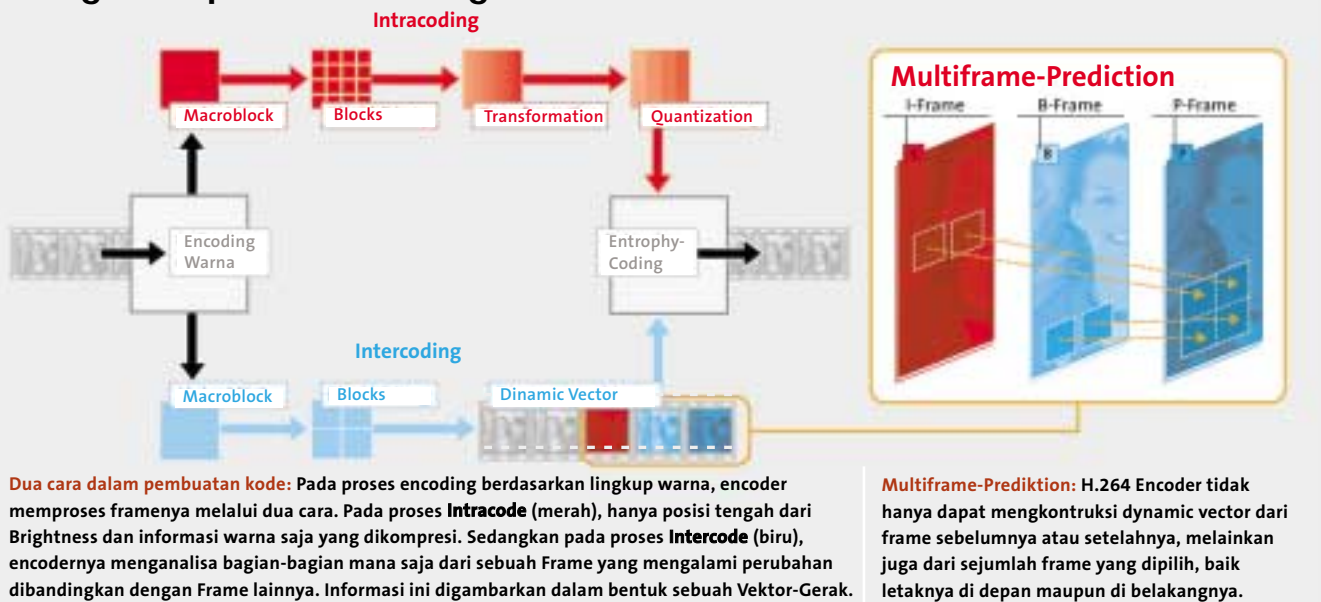 Intracoding
Macroblock
Blocks
Transformation
Quantization
Encoding
Warna
Entrophy-
Coding
Intercoding
Macroblock
Blocks
Dinamic Vector
Multiframe-Prediction
I-Frame
B-Frame
P-Frame
B
P
Dua cara dalam pembuatan kode: Pada proses encoding berdasarkan lingkup warna, encoder
memproses framenya melalui dua cara. Pada proses Intracode (merah), hanya posisi tengah dari
Brightness dan informasi warna saja yang dikompresi. Sedangkan pada proses Intercode (biru),
encodernya menganalisa bagian-bagian mana saja dari sebuah Frame yang mengalami perubahan
dibandingkan dengan Frame lainnya. Informasi ini digambarkan dalam bentuk sebuah Vektor-Gerak.
Multiframe-Prediktion: H.264 Encoder tidak
hanya dapat mengkontruksi dynamic vector dari
frame sebelumnya atau setelahnya, melainkan
juga dari sejumlah frame yang dipilih, baik
letaknya di depan maupun di belakangnya.